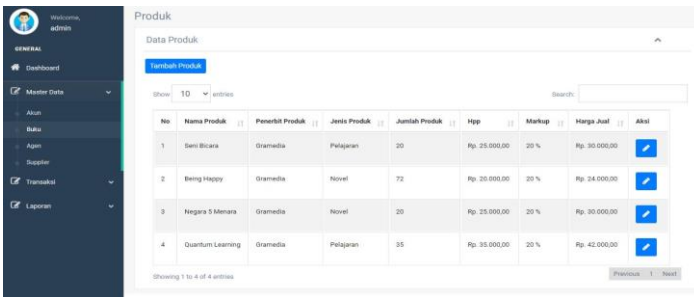 Welcome,
admin
GENERAL
Dashboard
Master Data
Akun
Buku
Agen
Supplier
Transaksi
Laporan
Produk
Data Produk
Tambah Produk
Show 10 entries
Search:
No Nama Produk Penerbit Produk Jenis Produk Jumlah Produk Hpp Markup Harga Jual Aksi
1 Seni Bicara Gramedia Pelajaran 20 Rp. 25.000,00 20 % Rp. 30.000,00
2 Being Happy Gramedia Novel 72 Rp. 20.000,00 20 % Rp. 24.000,00
3 Negara 5 Menara Gramedia Novel 20 Rp. 25.000,00 20 % Rp. 30.000,00
4 Quantum Learning Gramedia Pelajaran 35 Rp. 35.000,00 20 % Rp. 42.000,00
Showing 1 to 4 of 4 entries
Previous 1 Next